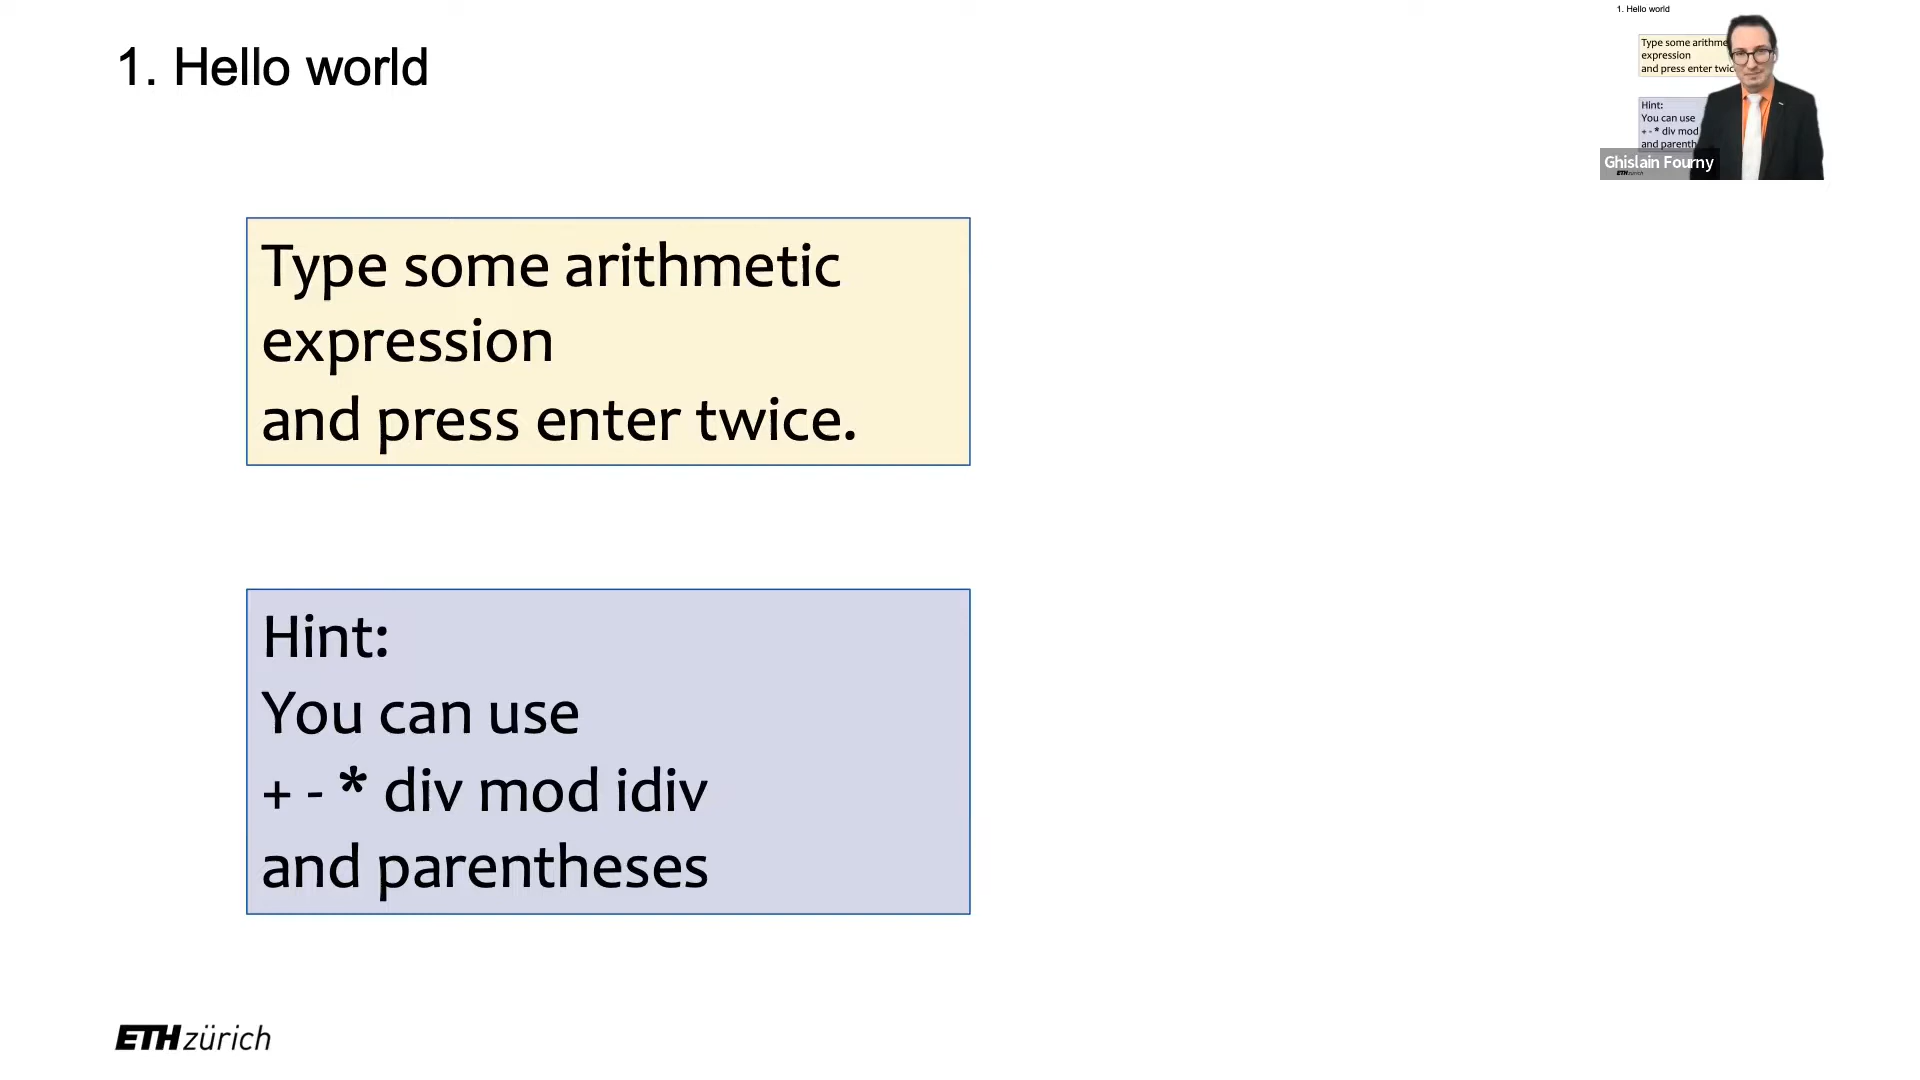 1. Hello world
Type some arithmetic
expression
and press enter twice.
Hint:
You can use
+ - * div mod idiv
and parentheses
ETH zürich
1. Hello world
Type some arithme
expression
and press enter twic
Hint:
You can use
+ - * div mod
and parenth
Ghislain Fourny
ETH zürich